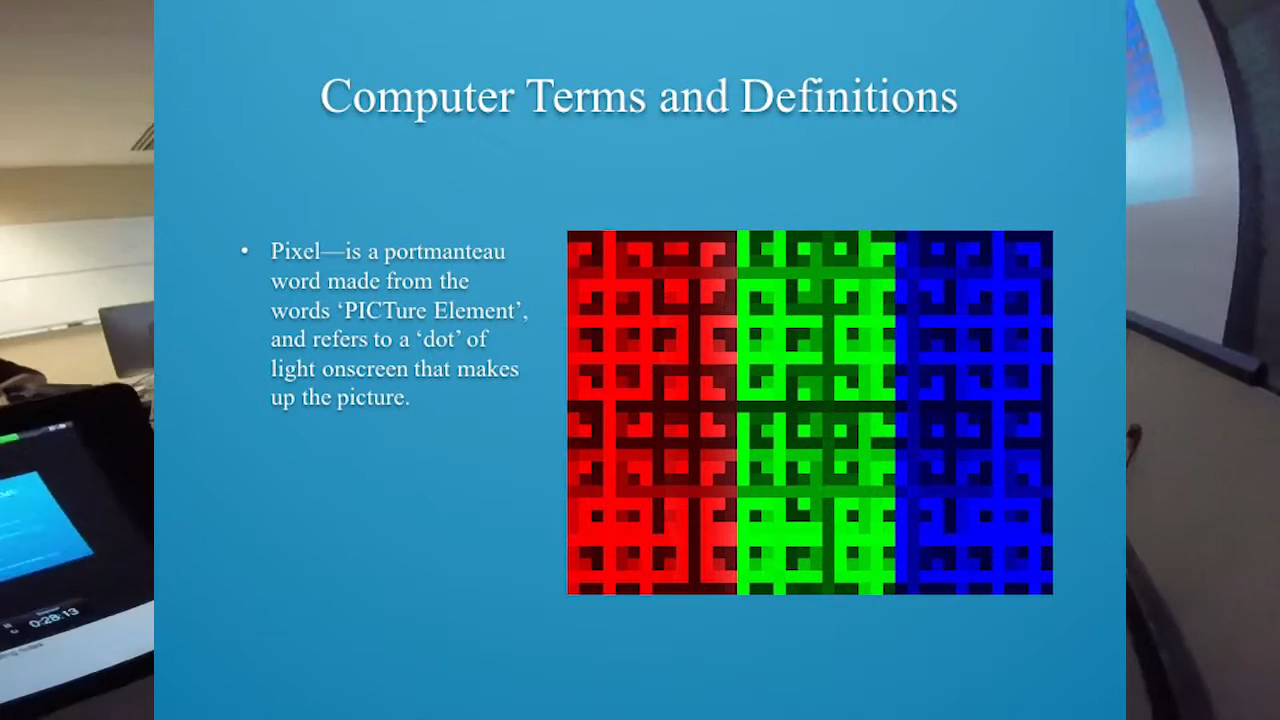 Computer Terms and Definitions
• Pixel—is a portmanteau
word made from the
words ‘PICTure Element’,
and refers to a ‘dot’ of
light onscreen that makes
up the picture.
0:28:13